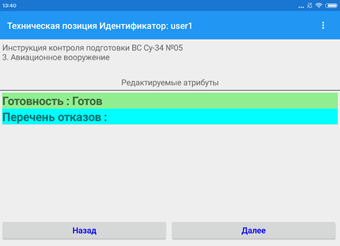 13:40
Техническая позиция Идентификатор: user1
Инструкция контроля подготовки ВС Су-34 №05
3. Авиационное вооружение
Редактируемые атрибуты
Готовность : Готов
Перечень отказов :
Назад
Далее